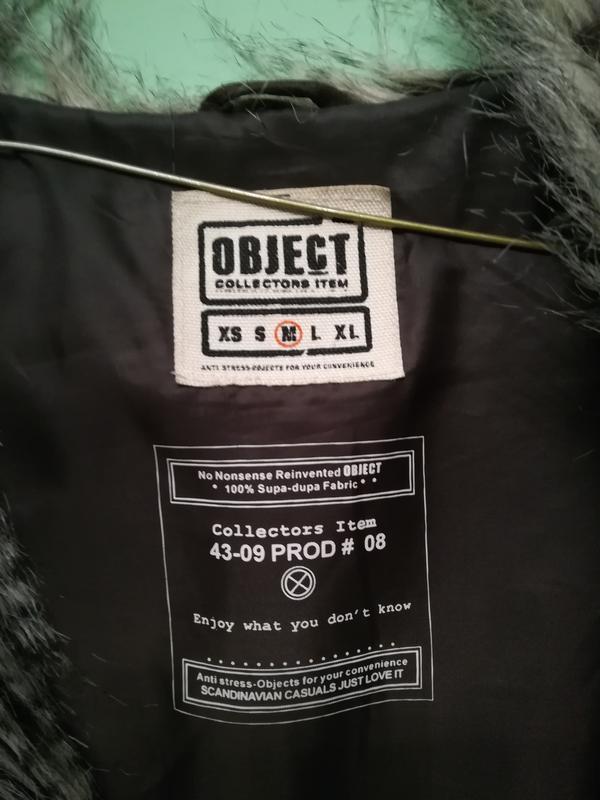 OBJECT
COLLECTORS ITEM
XS S M L XL
ANTI STRESS-OBJECTS FOR YOUR CONVENIENCE
No Nonsense Reinvented OBJECT
* 100% Supa-dupa Fabric * *
Collectors Item
43-09 PROD # 08
Enjoy what you don't know
Anti stress-Objects for your convenience
SCANDINAVIAN CASUALS JUST LOVE IT